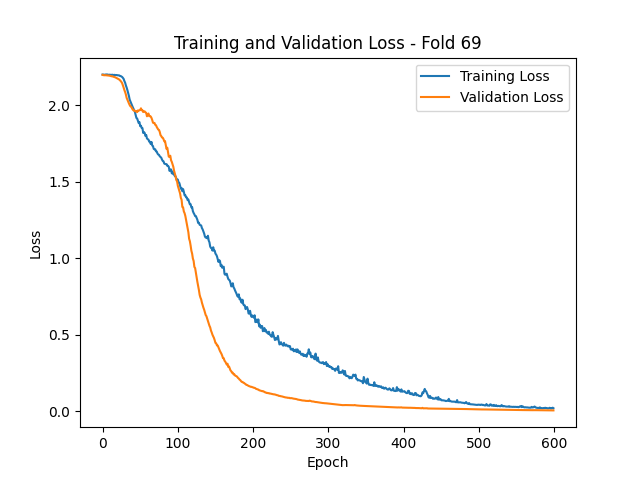 Training and Validation Loss - Fold 69
Training Loss
Validation Loss
Loss
2.0
1.5
1.0
0.5
0.0
0 100 200 300 400 500 600
Epoch